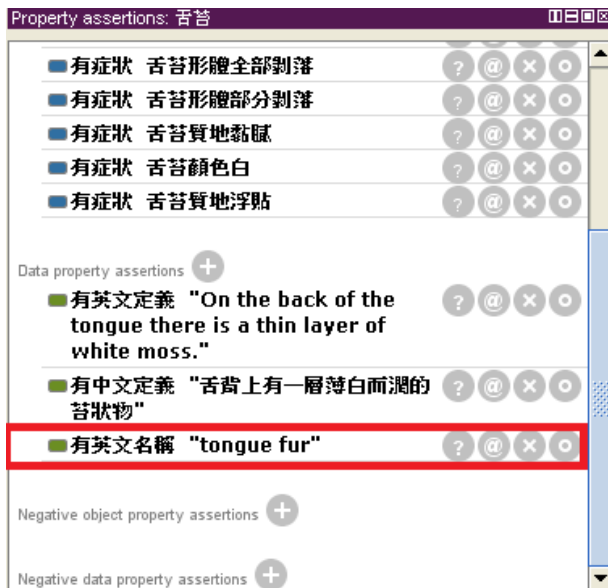 Property assertions: 舌苔
有症狀 舌苔形體全部剝落
有症狀 舌苔形體部分剝落
有症狀 舌苔質地黏膩
有症狀 舌苔顏色白
有症狀 舌苔質地浮貼
Data property assertions
有英文定義 "On the back of the
tongue there is a thin layer of
white moss."
有中文定義 "舌背上有一層薄白而潤的
苔狀物"
有英文名稱 "tongue fur"
Negative object property assertions
Negative data property assertions